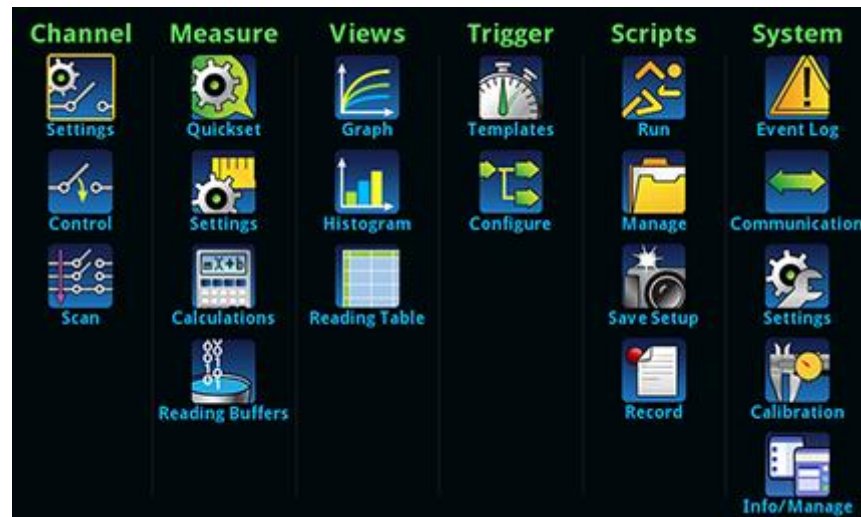 Channel Measure Views Trigger Scripts System
Settings Quickset Graph Templates Run Event Log
Control Settings Histogram Configure Manage Communication
mX+b
Scan Calculations Reading Table Save Setup Settings
Reading Buffers Record Calibration
Info/Manage